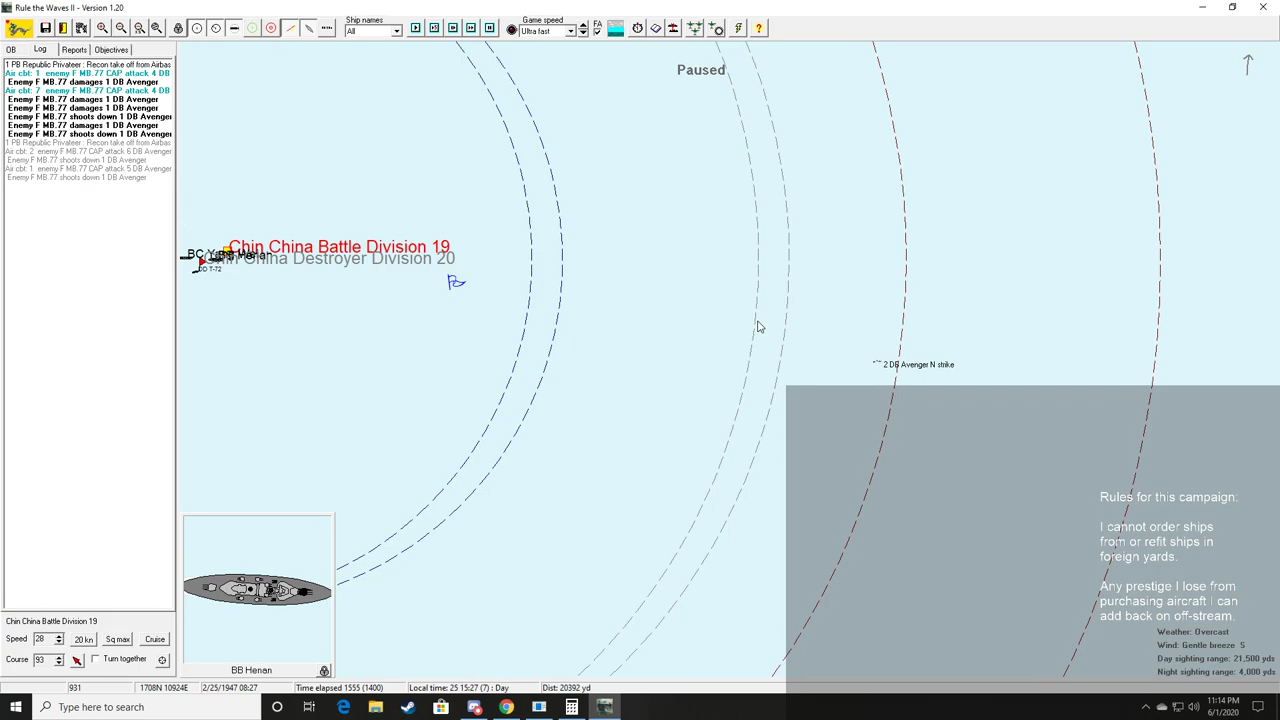 Rule the Waves II - Version 1.20
Ship names
All
Game speed
Ultra fast
FA
OB Log Reports Objectives
1 PB Republic Privateer : Recon take off from Airbas
Air cbt: 1 enemy F MB.77 CAP attack 4 DB
Enemy F MB.77 damages 1 DB Avenger
Air cbt: 7 enemy F MB.77 CAP attack 4 DB
Enemy F MB.77 damages 1 DB Avenger
Enemy F MB.77 damages 1 DB Avenger
Enemy F MB.77 shoots down 1 DB Avenger
Enemy F MB.77 damages 1 DB Avenger
Enemy F MB.77 shoots down 1 DB Avenger
1 PB Republic Privateer : Recon take off from Airbas
Air cbt: 2 enemy F MB.77 CAP attack 6 DB
Enemy F MB.77 shoots down 1 DB Avenger
Air cbt: 1 enemy F MB.77 CAP attack 5 DB Avenger
Enemy F MB.77 shoots down 1 DB Avenger
Paused
Chin China Battle Division 19
Chin China Destroyer Division 20
DD T-72
2 DB Avenger N strike
Rules for this campaign:
I cannot order ships
from or refit ships in
foreign yards.
Any prestige I lose from
purchasing aircraft I can
add back on off-stream.
Weather: Overcast
Wind: Gentle breeze S
Day sighting range: 21,500 yds
Night sighting range: 4,000 yds
BB Henan
Chin China Battle Division 19
Speed 28 20 kn Sq max Cruise
Course 93 Turn together
931 1708N 10924E 2/25/1947 08:27 Time elapsed 1555 (1400) Local time: 25 15:27 (7) : Day Dist: 20392 yd
Type here to search
11:14 PM
6/1/2020